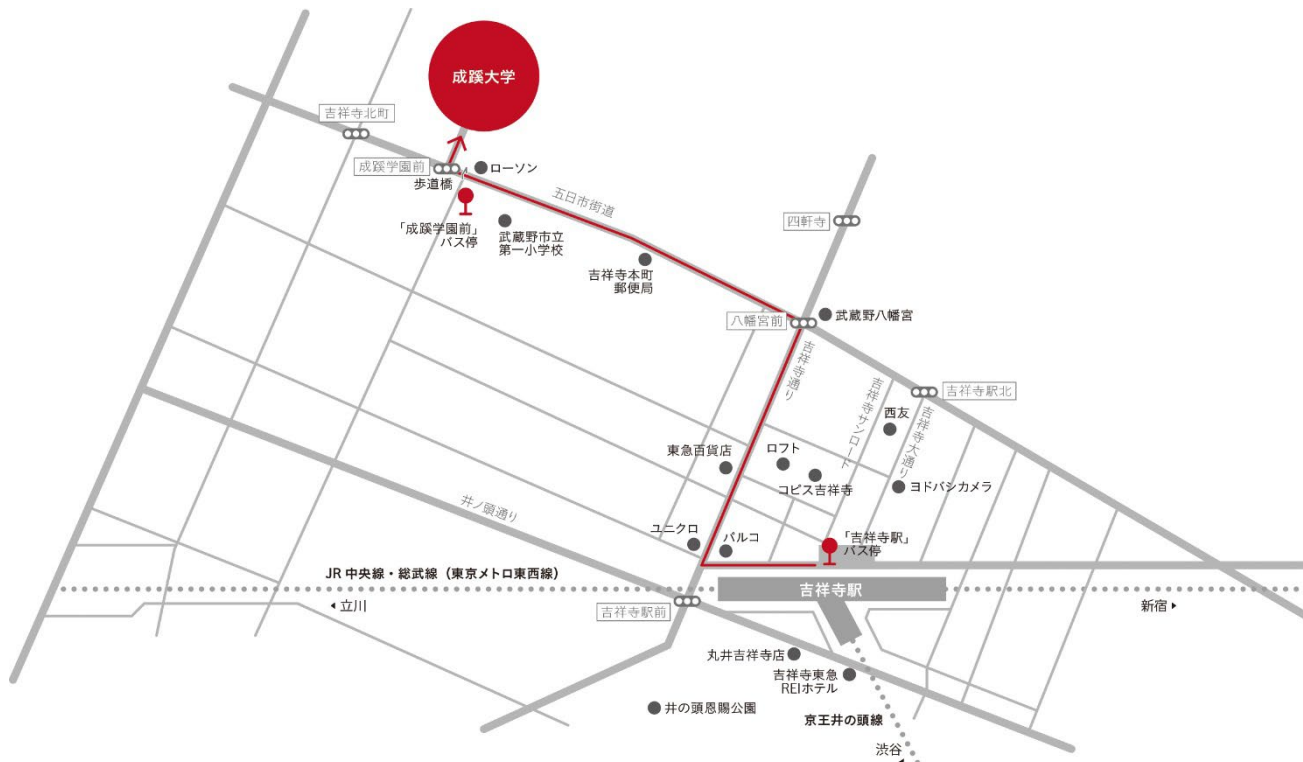 成蹊大学
吉祥寺北町
成蹊学園前
歩道橋
ローソン
五日市街道
「成蹊学園前」
バス停
武蔵野市立
第一小学校
吉祥寺本町
郵便局
四軒寺
八幡宮前
武蔵野八幡宮
吉祥寺通り
吉祥寺サンロード
吉祥寺大通り
吉祥寺駅北
西友
東急百貨店
ロフト
コピス吉祥寺
ヨドバシカメラ
井ノ頭通り
ユニクロ
パルコ
「吉祥寺駅」
バス停
JR 中央線・総武線（東京メトロ東西線）
立川
吉祥寺駅前
吉祥寺駅
新宿
丸井吉祥寺店
吉祥寺東急
REIホテル
井の頭恩賜公園
京王井の頭線
渋谷